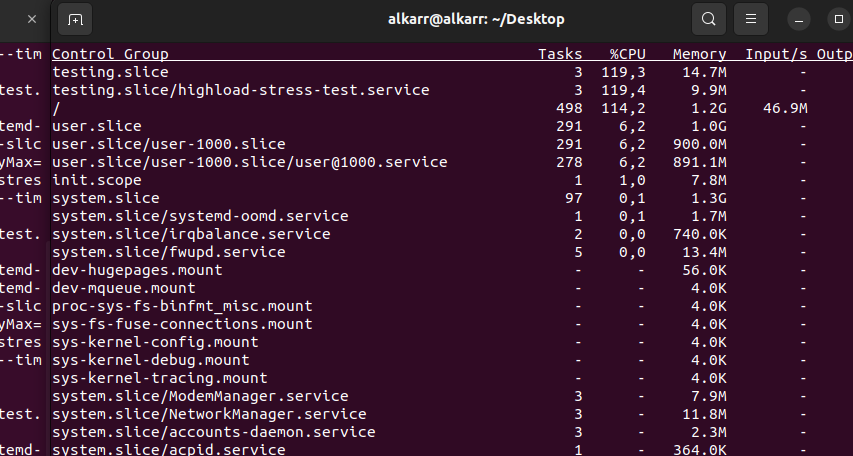 alkarr@alkarr: ~/Desktop
--tim Control Group Tasks %CPU Memory Input/s Outp
testing.slice 3 119,3 14.7M -
test. testing.slice/highload-stress-test.service 3 119,4 9.9M -
/ 498 114,2 1.2G 46.9M
temd- user.slice 291 6,2 1.0G -
-slic user.slice/user-1000.slice 291 6,2 900.0M -
yMax= user.slice/user-1000.slice/user@1000.service 278 6,2 891.1M -
stres init.scope 1 1,0 7.8M -
--tim system.slice 97 0,1 1.3G -
system.slice/systemd-oomd.service 1 0,1 1.7M -
test. system.slice/irqbalance.service 2 0,0 740.0K -
system.slice/fwupd.service 5 0,0 13.4M -
temd- dev-hugepages.mount - - 56.0K -
dev-mqueue.mount - - 4.0K -
-slic proc-sys-fs-binfmt_misc.mount - - 4.0K -
yMax= sys-fs-fuse-connections.mount - - 4.0K -
stres sys-kernel-config.mount - - 4.0K -
--tim sys-kernel-debug.mount - - 4.0K -
sys-kernel-tracing.mount - - 4.0K -
system.slice/ModemManager.service 3 - 7.9M -
test. system.slice/NetworkManager.service 3 - 11.8M -
system.slice/accounts-daemon.service 3 - 2.3M -
temd- system.slice/acpid.service 1 - 364.0K -